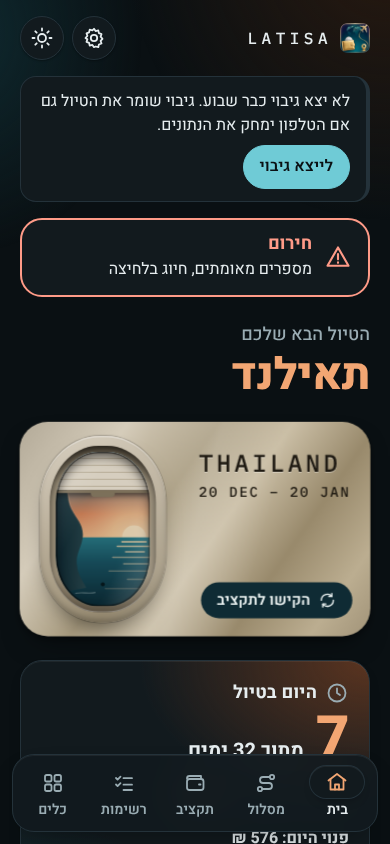 LATISA
לא יצא גיבוי כבר שבוע. גיבוי שומר את הטיול גם
אם הטלפון ימחק את הנתונים.
לייצא גיבוי
חירום
מספרים מאומתים, חיוג בלחיצה
הטיול הבא שלכם
תאילנד
THAILAND
20 DEC – 20 JAN
הקישו לתקציב
היום בטיול
7 מתוך 32 ימים
בית
מסלול
תקציב
רשימות
כלים
פנוי היום: 576 ₪